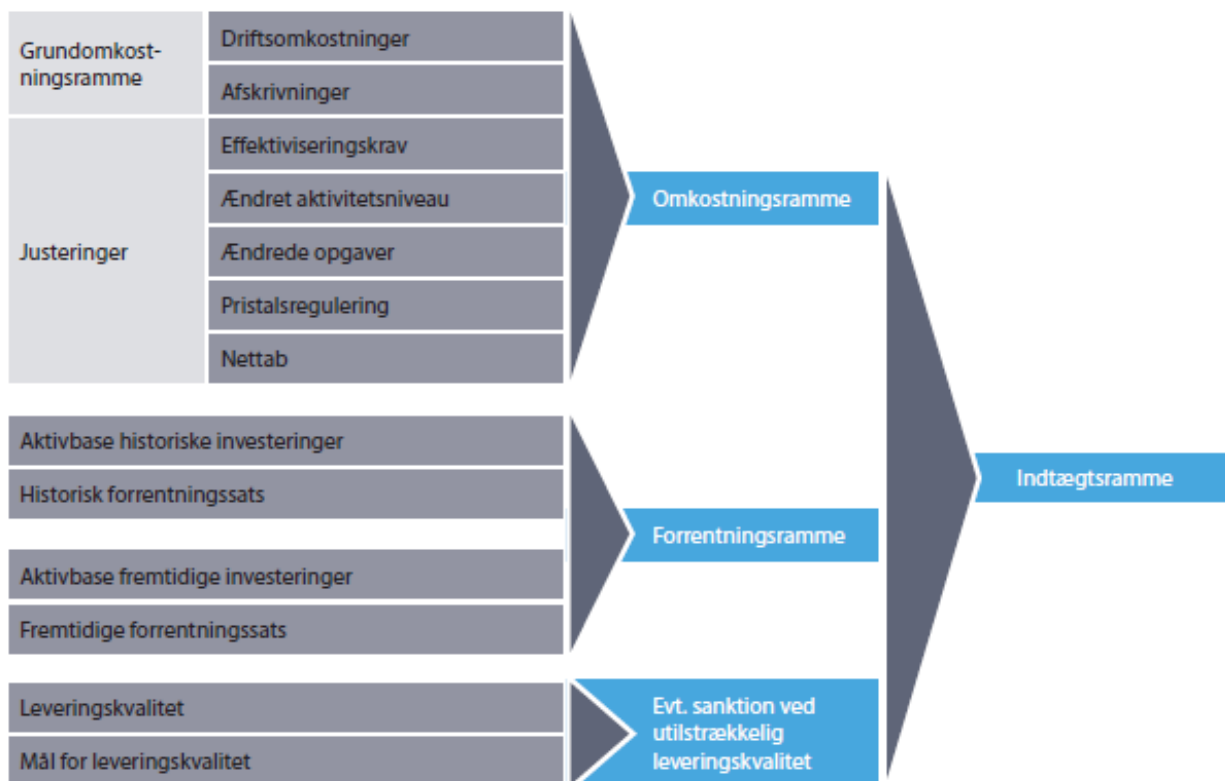 Grundomkost-
ningsramme
Driftsomkostninger
Afskrivninger
Justeringer
Effektiviseringskrav
Ændret aktivitetsniveau
Ændrede opgaver
Pristalsregulering
Nettab
Omkostningsramme
Aktivbase historiske investeringer
Historisk forrentningssats
Aktivbase fremtidige investeringer
Fremtidige forrentningssats
Forrentningsramme
Leveringskvalitet
Mål for leveringskvalitet
Evt. sanktion ved
utilstrækkelig
leveringskvalitet
Indtægtsramme